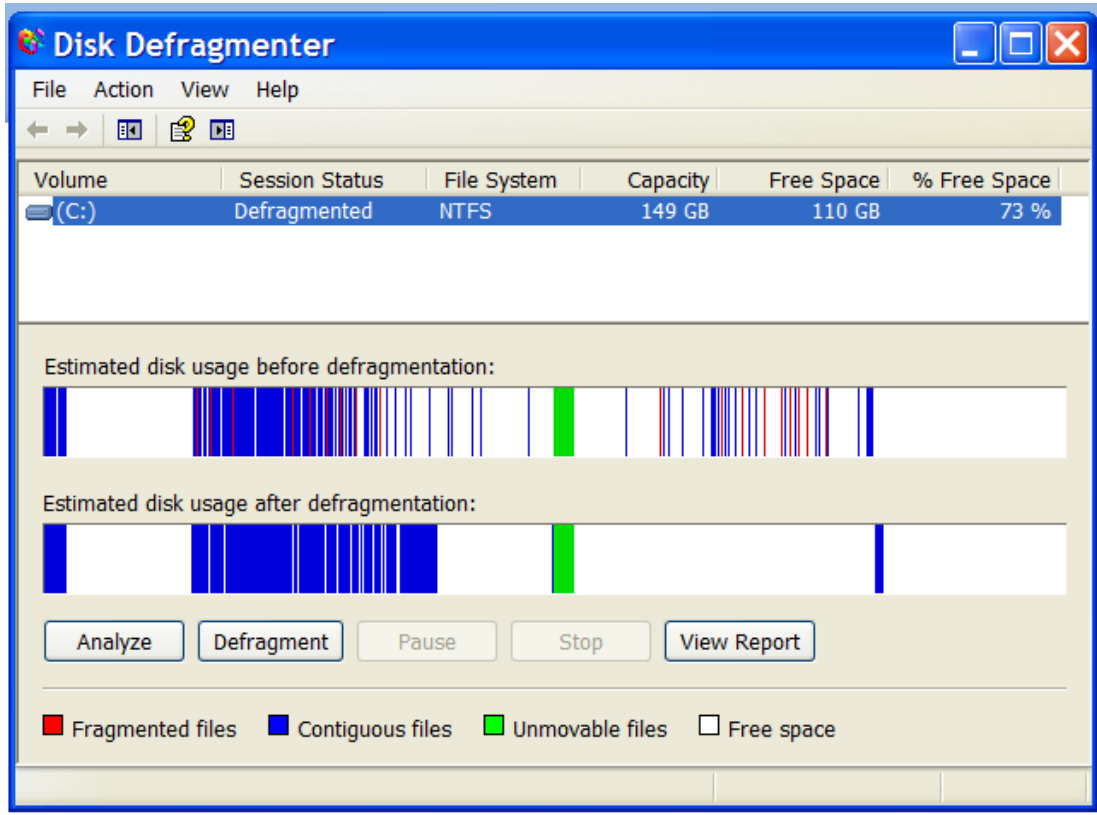 Disk Defragmenter
File Action View Help
Volume Session Status File System Capacity Free Space % Free Space
(C:) Defragmented NTFS 149 GB 110 GB 73 %
Estimated disk usage before defragmentation:
Estimated disk usage after defragmentation:
Analyze Defragment Pause Stop View Report
Fragmented files Contiguous files Unmovable files Free space